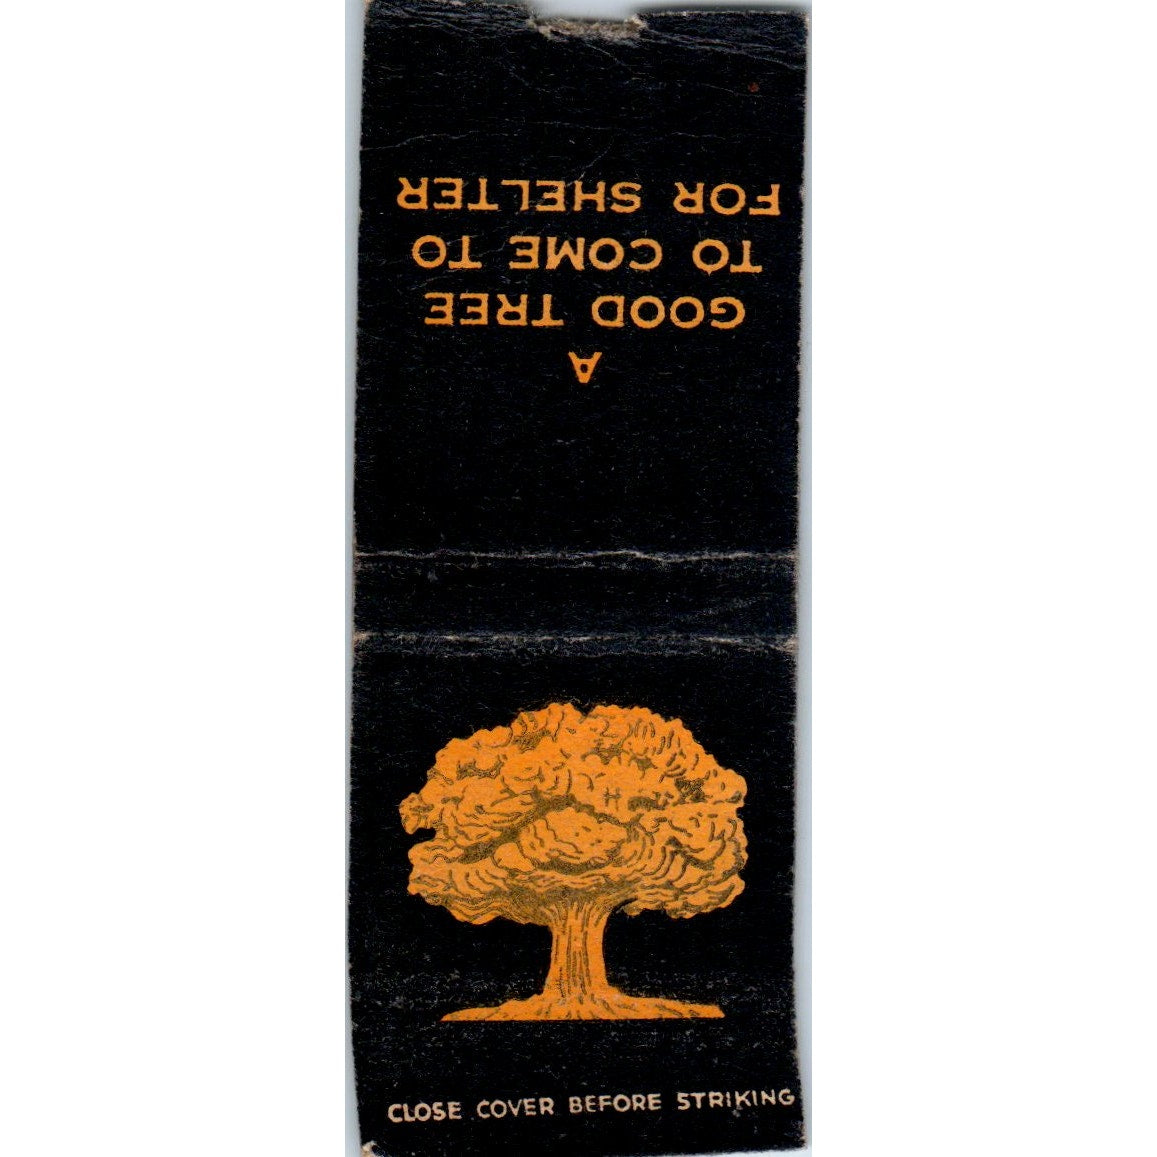 A
GOOD TREE
TO COME TO
FOR SHELTER
CLOSE COVER BEFORE STRIKING